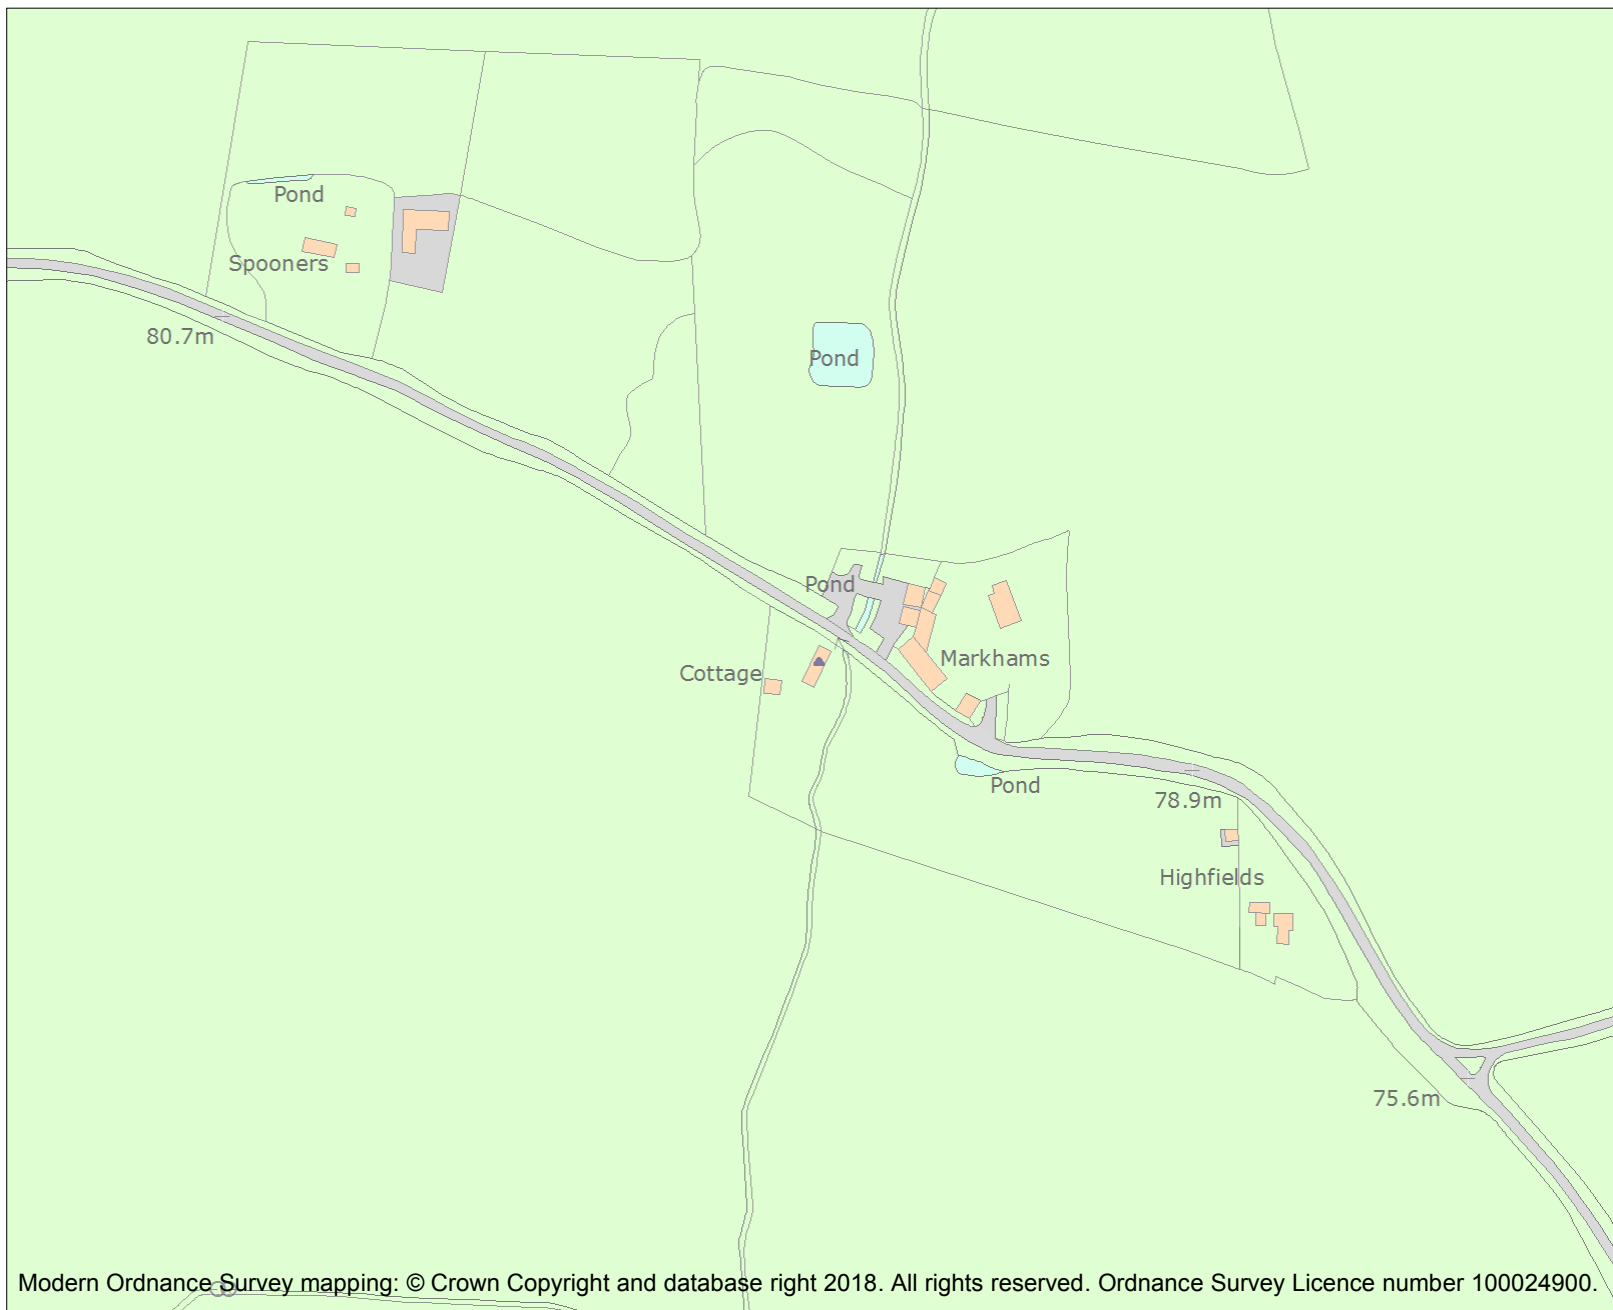 Pond
Spooners
80.7m
Pond
Pond
Cottage
Markhams
Pond
78.9m
Highfields
75.6m
Modern Ordnance Survey mapping: © Crown Copyright and database right 2018. All rights reserved. Ordnance Survey Licence number 100024900.